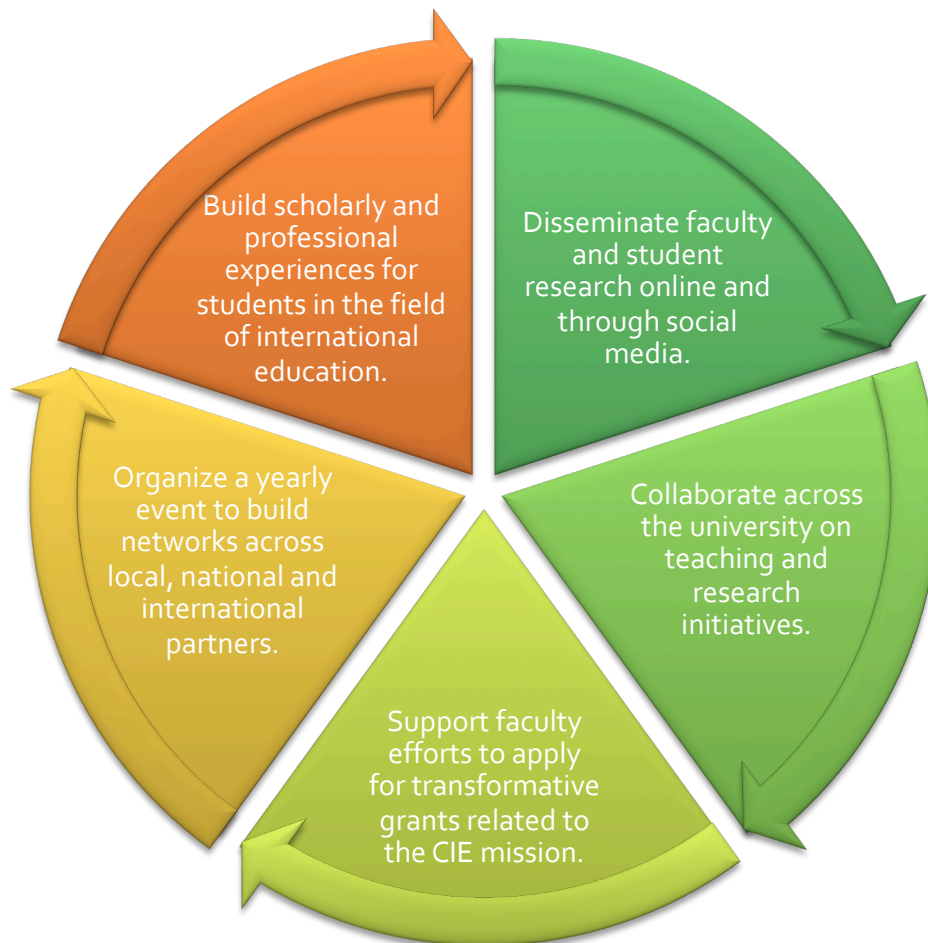 Build scholarly and
professional
experiences for
students in the field
of international
education.
Disseminate faculty
and student
research online and
through social
media.
Collaborate across
the university on
teaching and
research
initiatives.
Support faculty
efforts to apply
for transformative
grants related to
the CIE mission.
Organize a yearly
event to build
networks across
local, national and
international
partners.